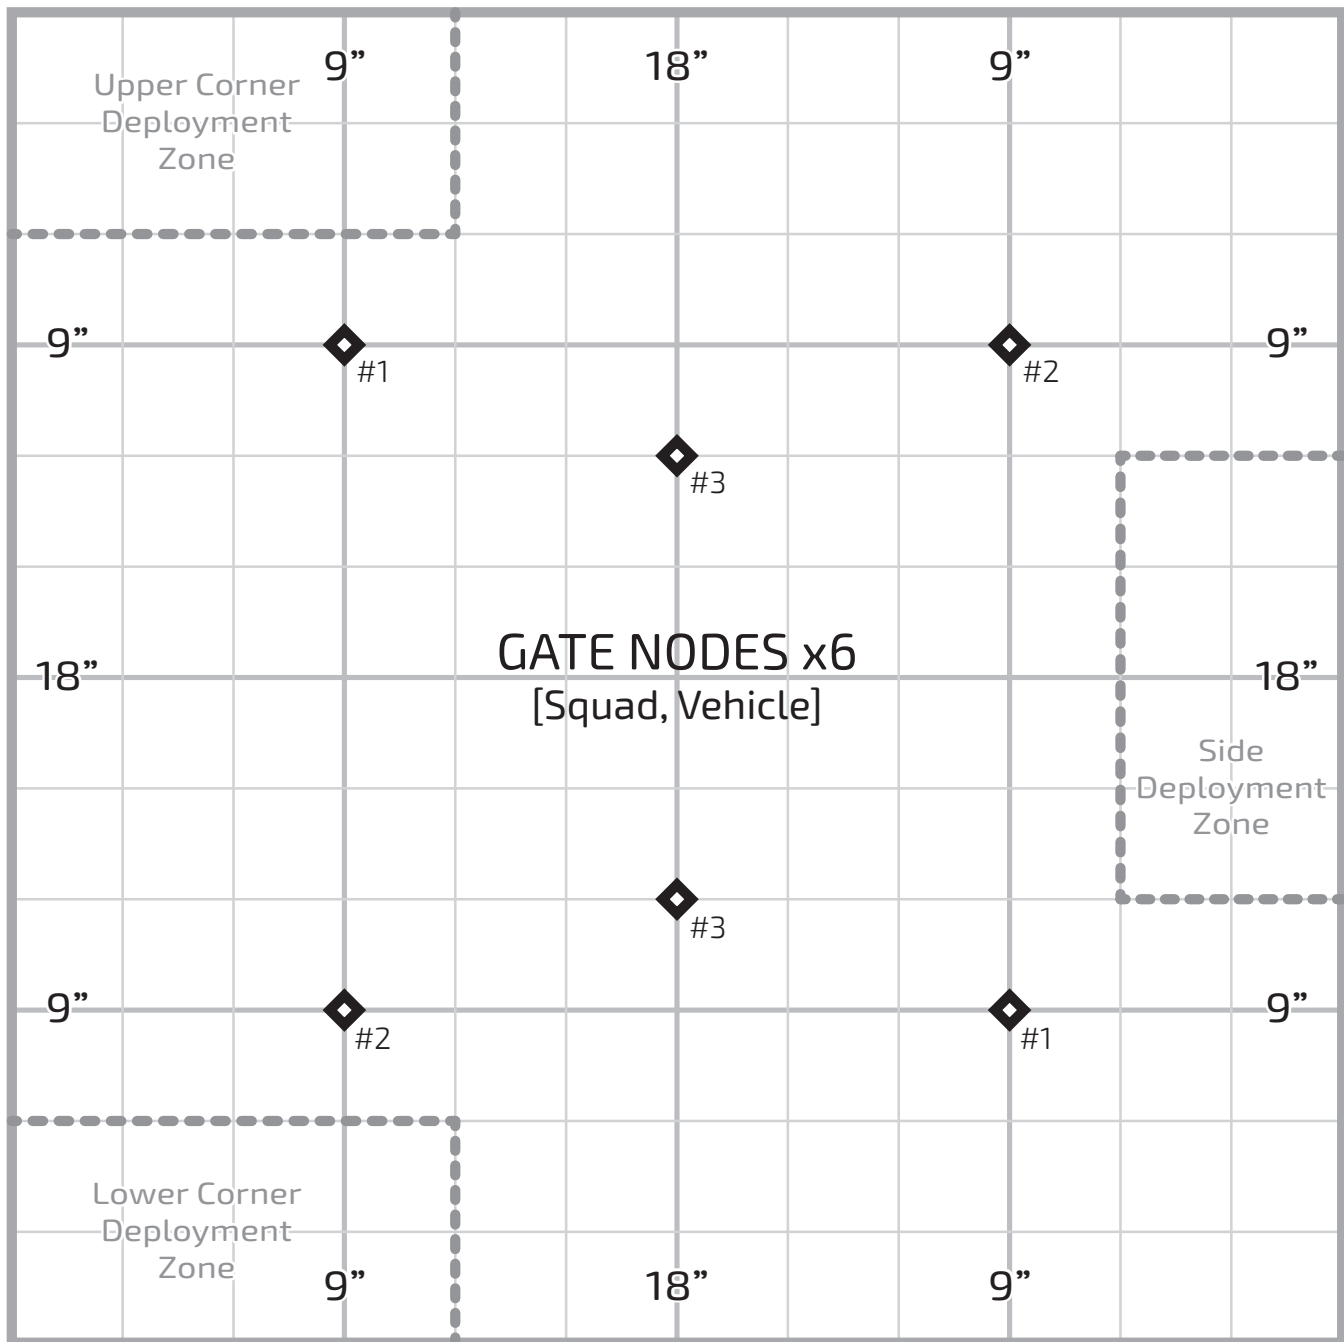 9”
18”
9”
Upper Corner
Deployment
Zone
9”
9”
#1
#2
#3
GATE NODES x6
[Squad, Vehicle]
18”
18”
Side
Deployment
Zone
#3
9”
9”
#2
#1
Lower Corner
Deployment
Zone
9”
18”
9”